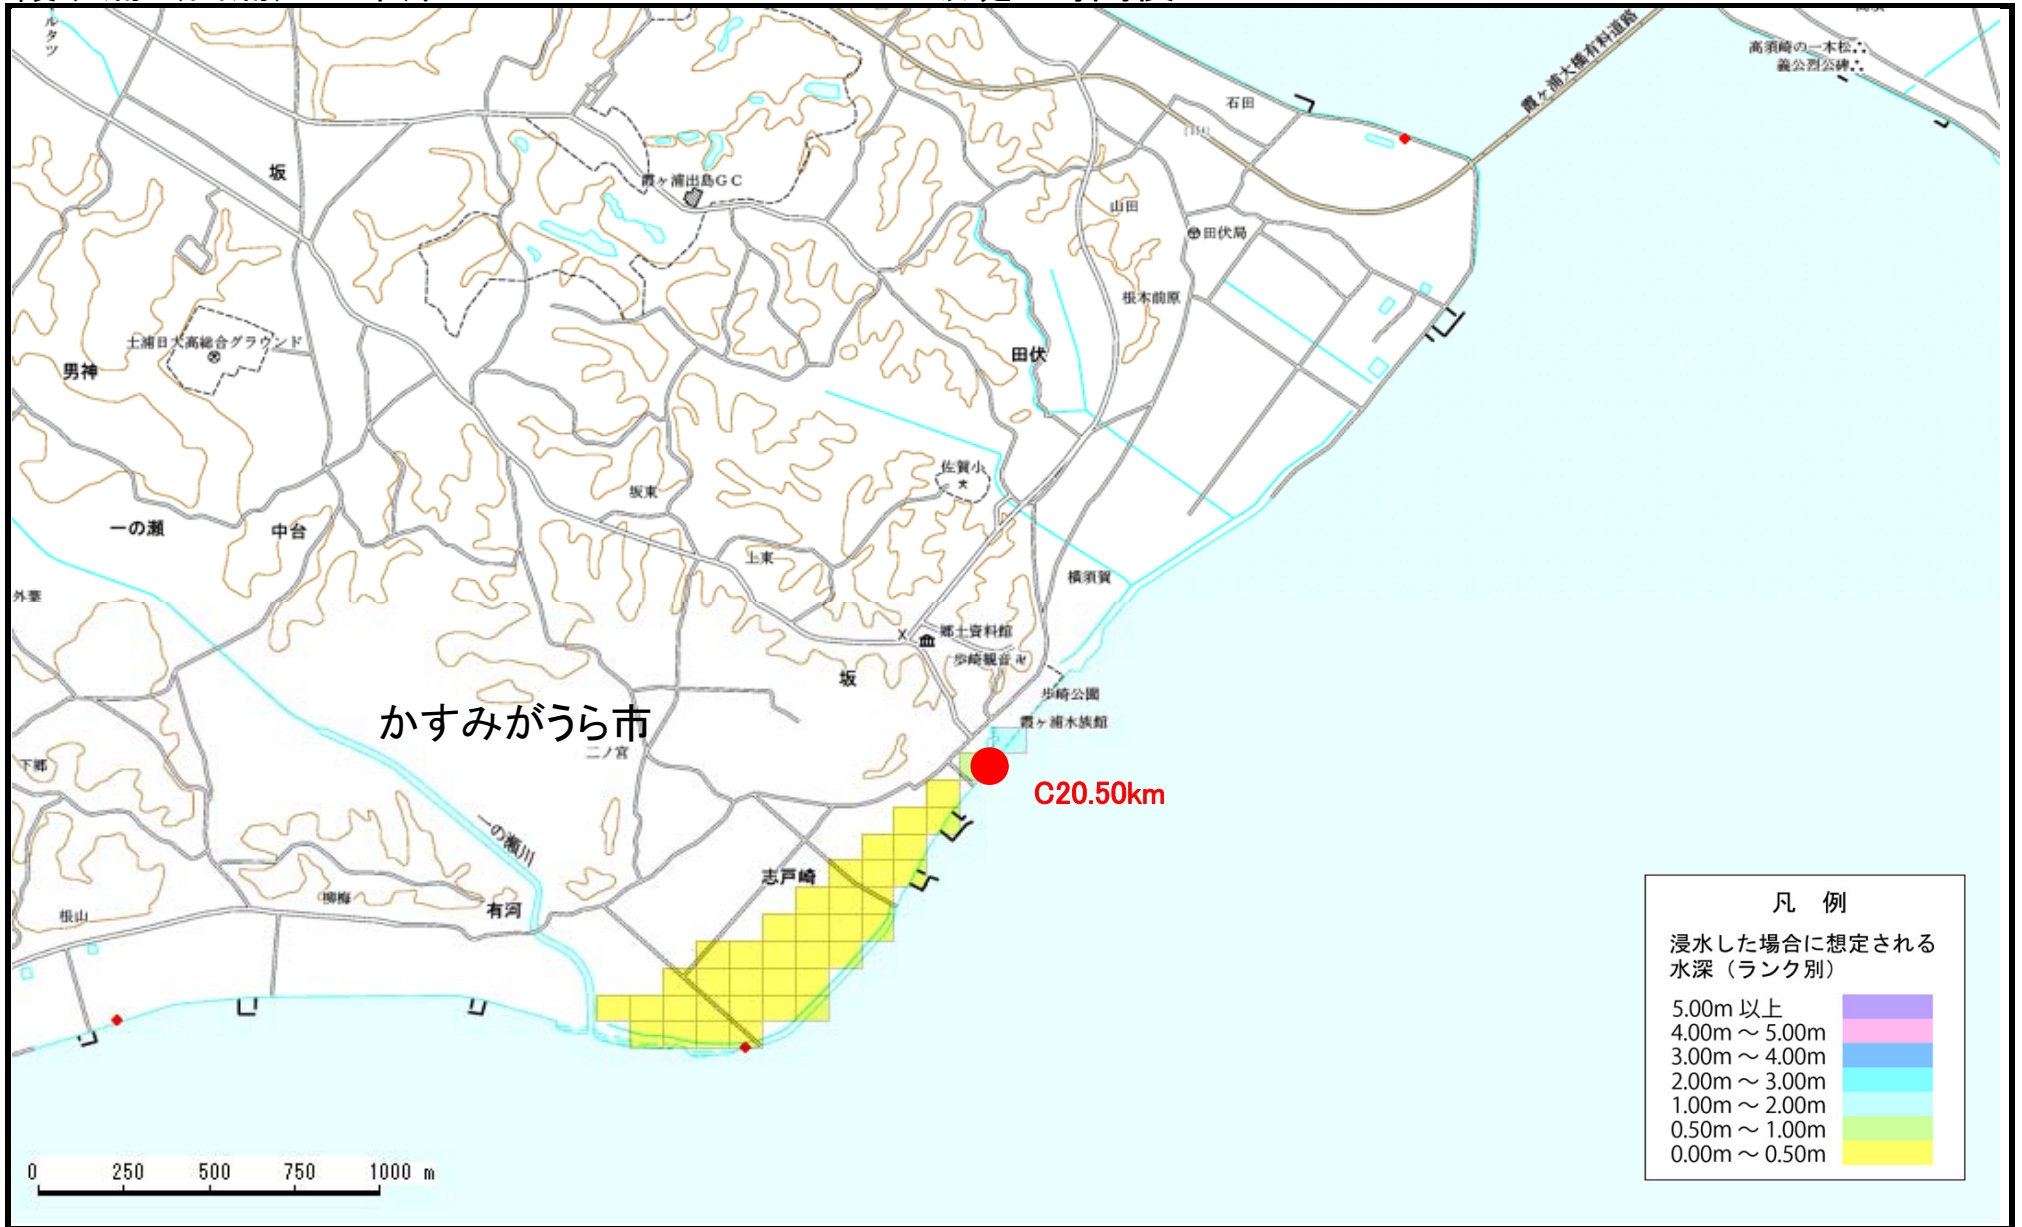 ルタツ
高須崎の一本松
義公烈公碑
霞ヶ浦大橋有料道路
石田
坂
霞ヶ浦出島GC
山田
田伏局
根木前原
土浦日大高総合グラウンド
男神
田伏
佐賀小
坂東
一の瀬
中台
上東
横須賀
外輩
郷土資料館
歩崎観音
坂
歩崎公園
かすみがうら市
霞ヶ浦水族館
二ノ宮
下郷
C20.50km
一の瀬川
志戸崎
柳梅
有河
根山
凡 例
浸水した場合に想定される
水深（ランク別）
5.00m 以上
4.00m ～ 5.00m
3.00m ～ 4.00m
2.00m ～ 3.00m
1.00m ～ 2.00m
0.50m ～ 1.00m
0.00m ～ 0.50m
0 250 500 750 1000 m